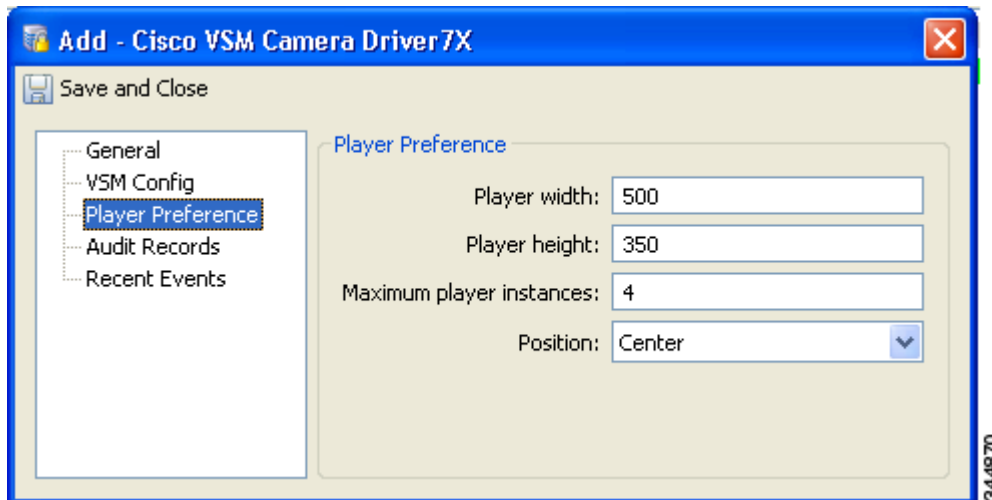 Add - Cisco VSM Camera Driver7X
Save and Close
General
VSM Config
Player Preference
Audit Records
Recent Events
Player Preference
Player width: 500
Player height: 350
Maximum player instances: 4
Position: Center
344879